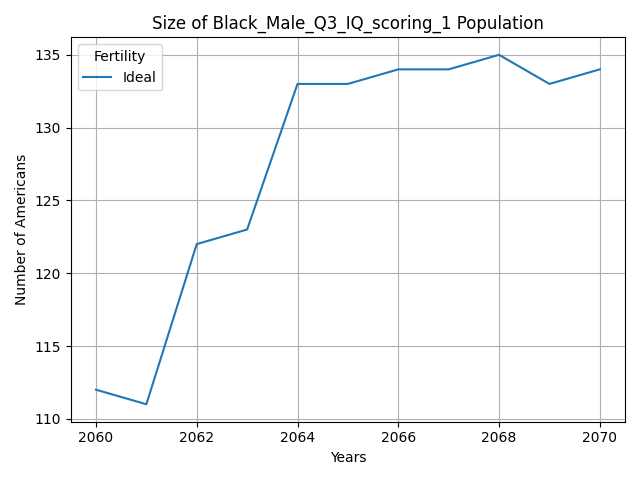 Size of Black_Male_Q3_IQ_scoring_1 Population
Fertility
Ideal
135
130
125
120
115
110
Number of Americans
2060 2062 2064 2066 2068 2070
Years